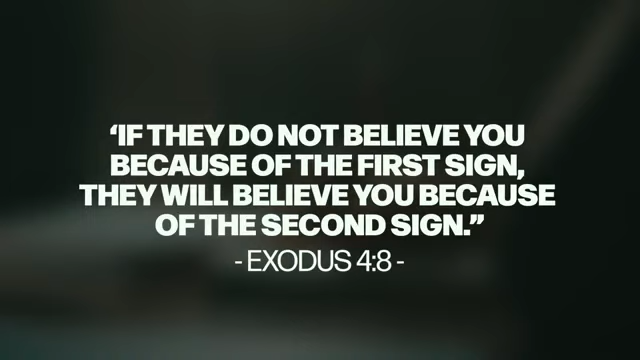 ‘IF THEY DO NOT BELIEVE YOU
BECAUSE OF THE FIRST SIGN,
THEY WILL BELIEVE YOU BECAUSE
OF THE SECOND SIGN.”
- EXODUS 4:8 -